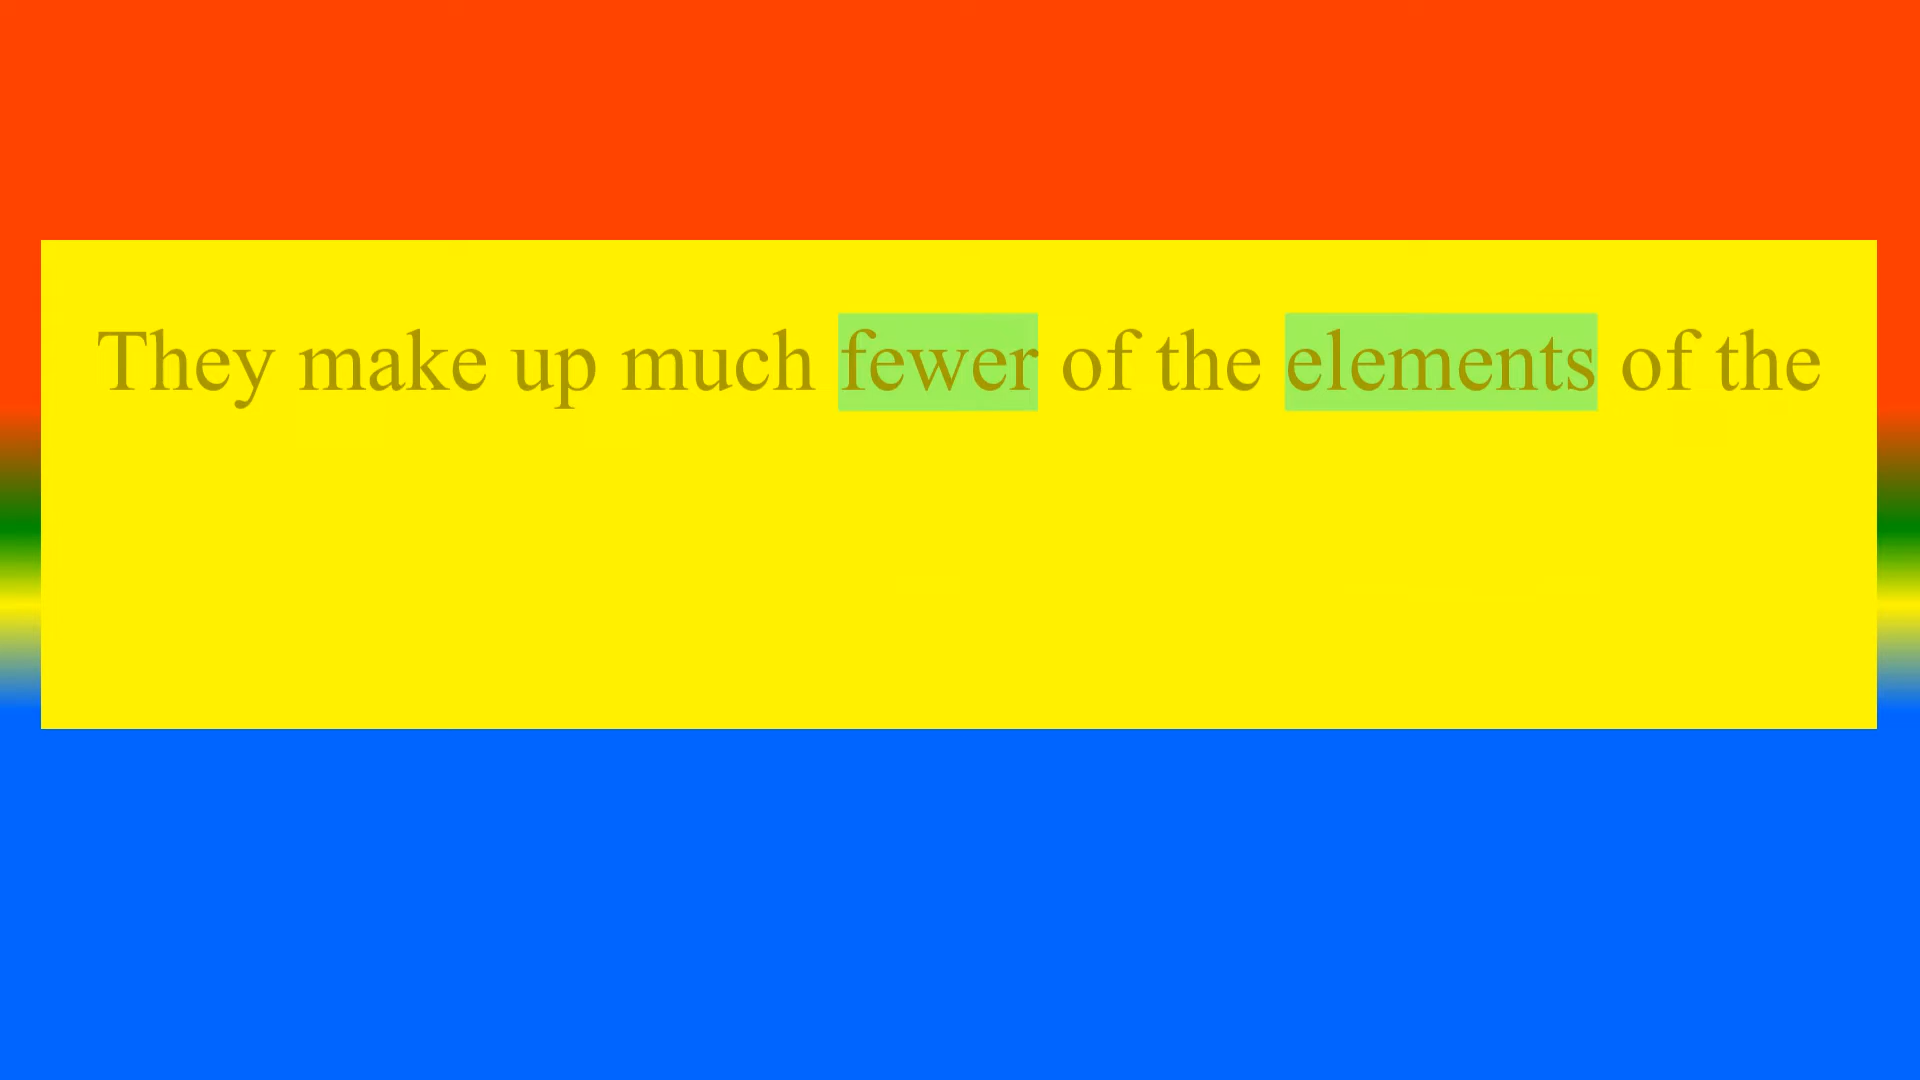 They make up much fewer of the elements of the